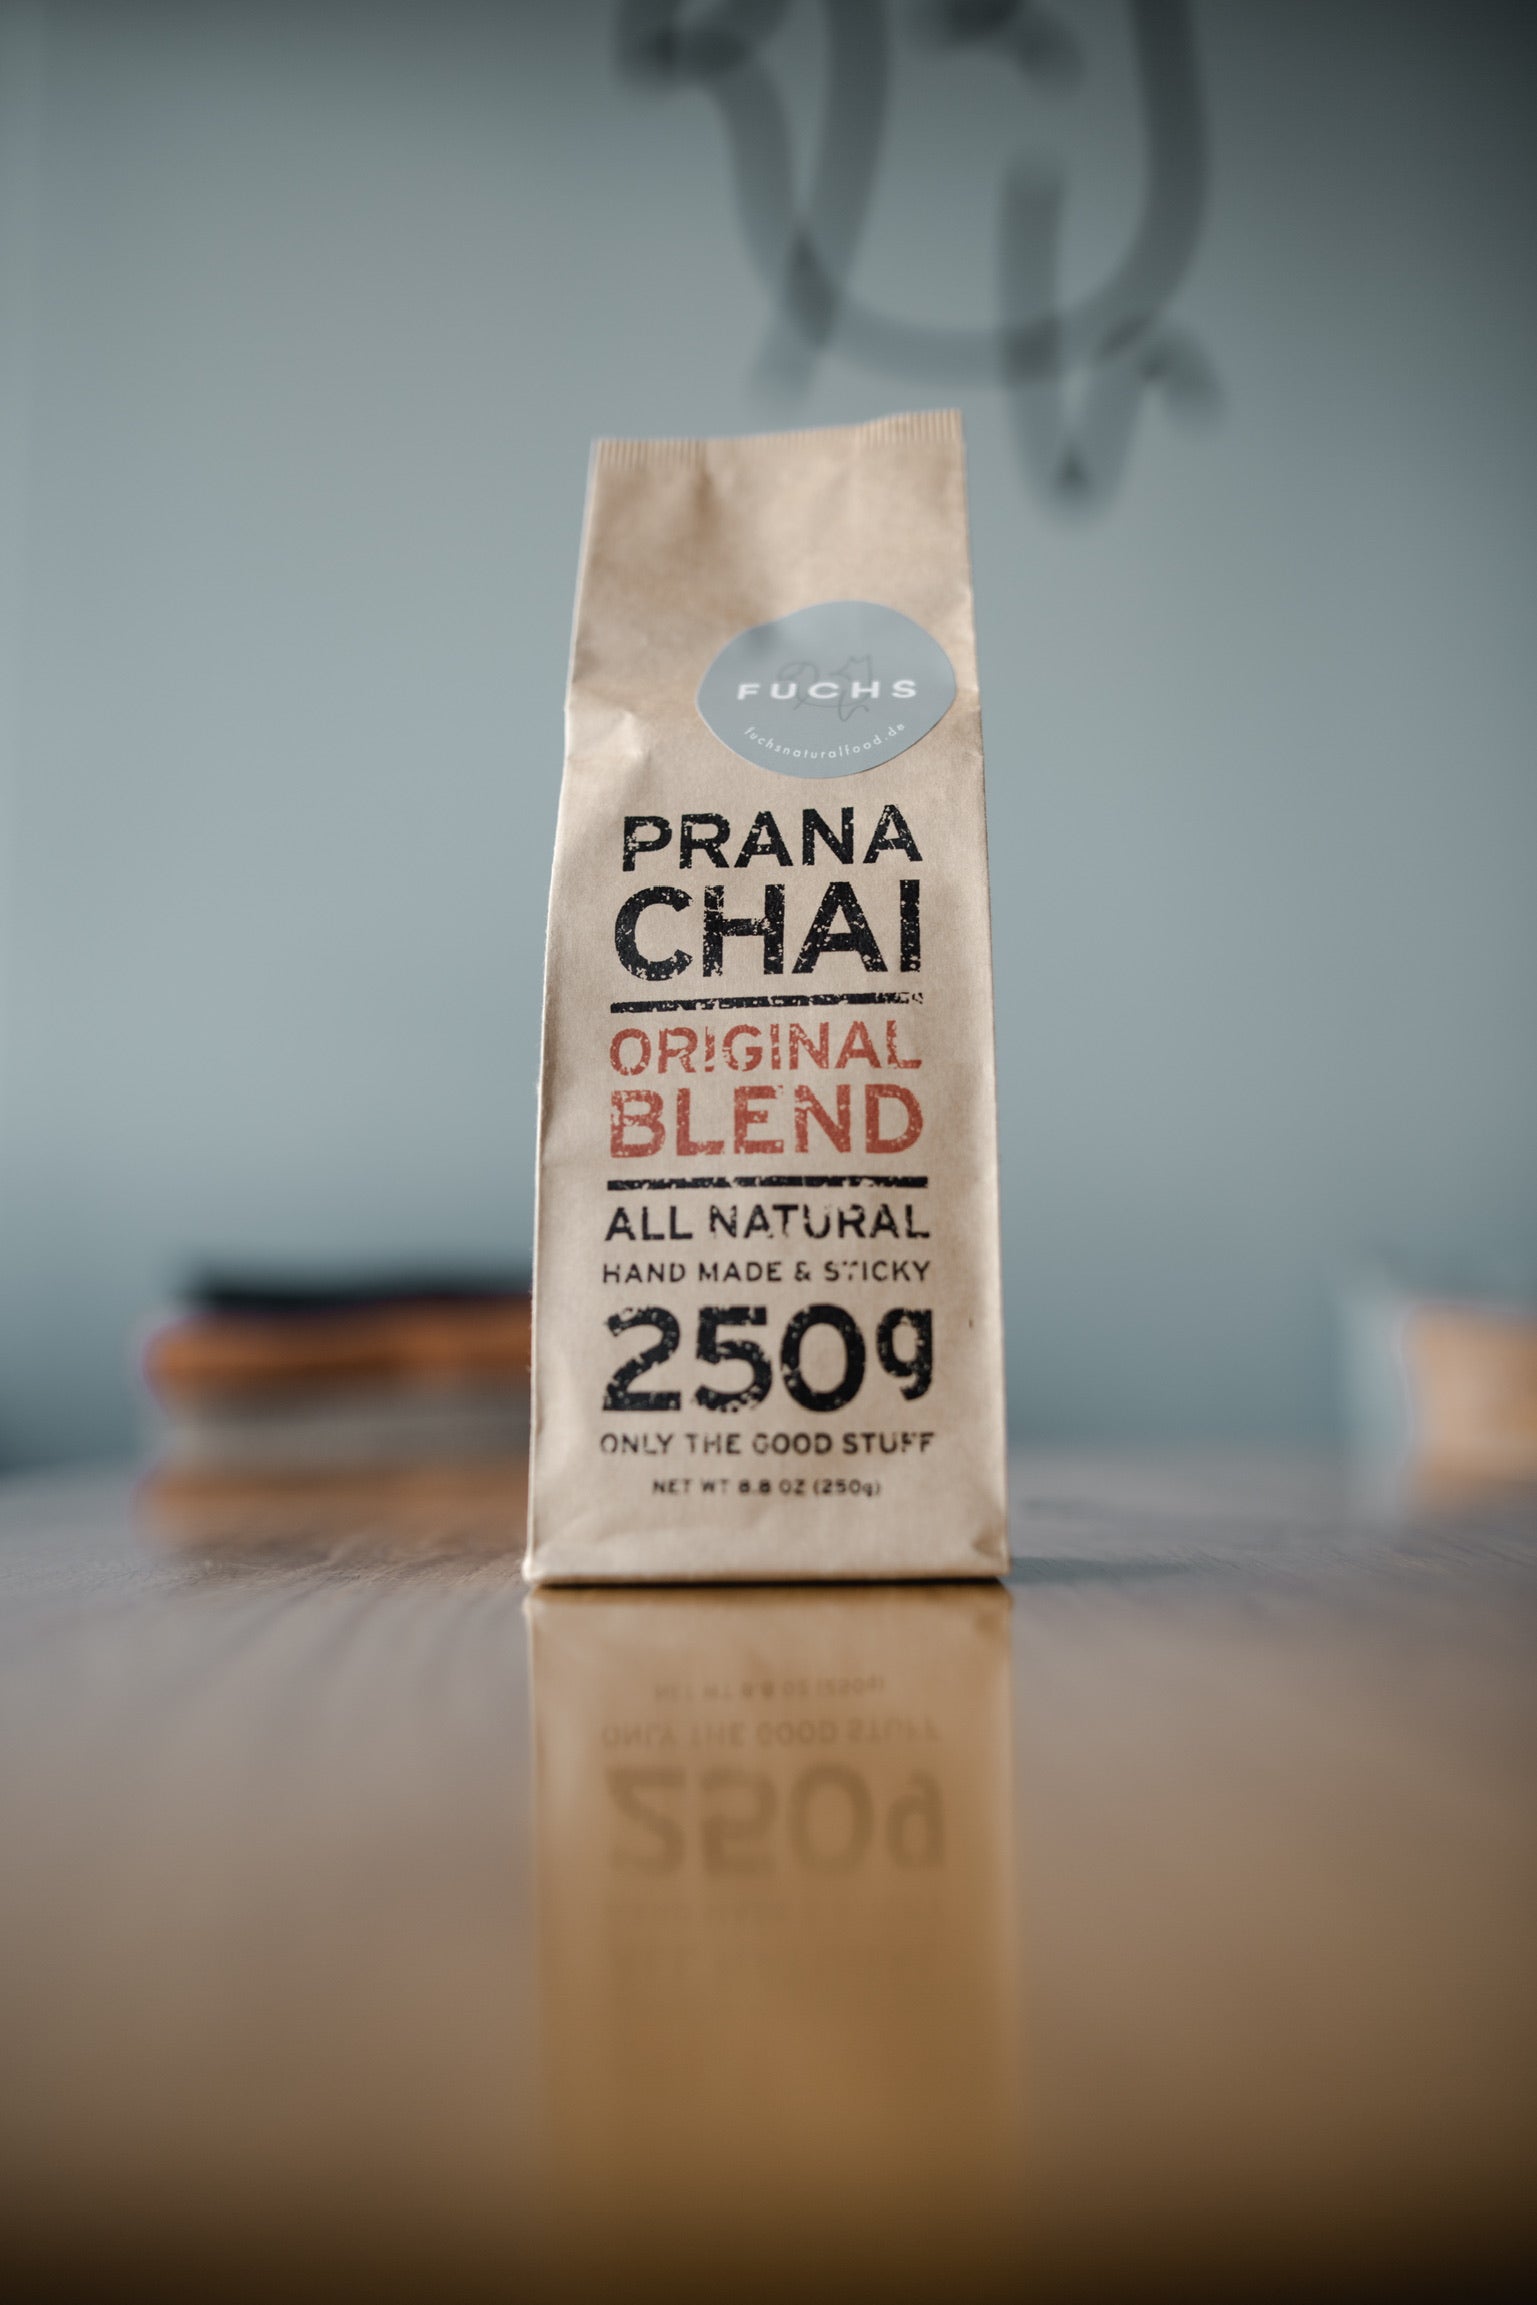 FUCHS
fuchsnaturalfood.de
PRANA
CHAI
ORIGINAL
BLEND
ALL NATURAL
HAND MADE & STICKY
250g
ONLY THE GOOD STUFF
NET WT 8.8 OZ (250g)